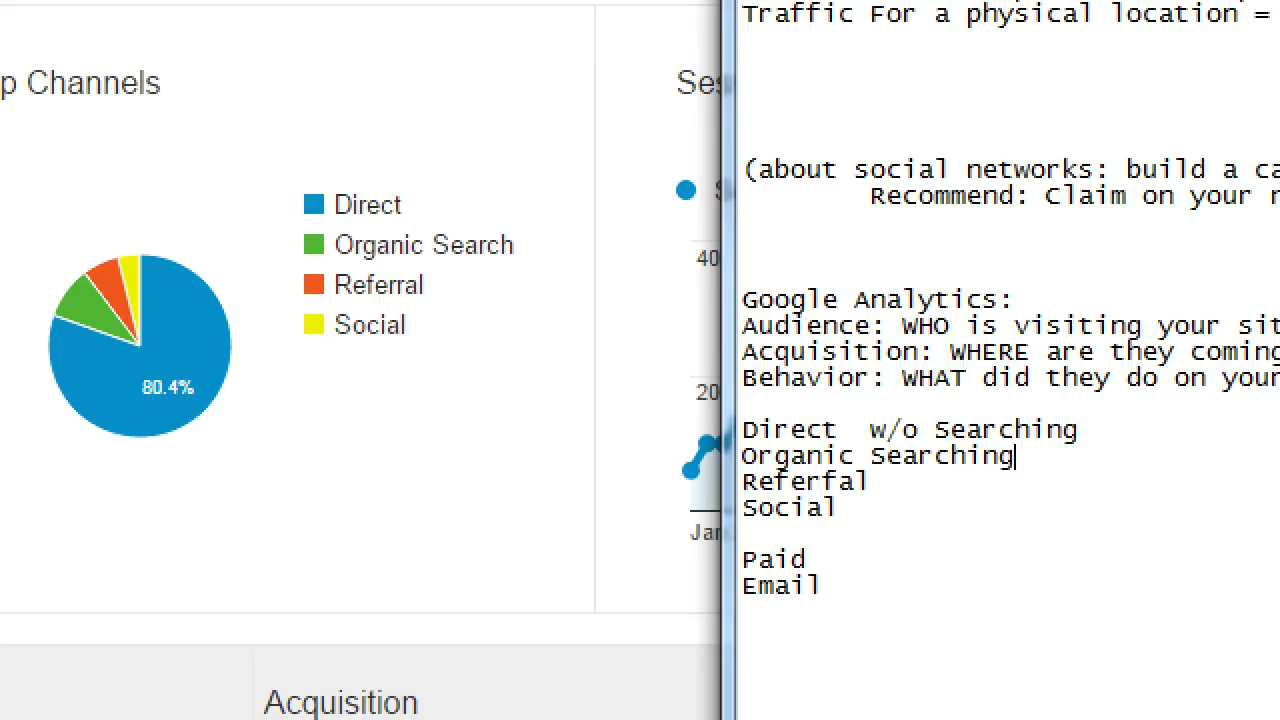 p Channels
Direct
Organic Search
Referral
Social
80.4%
Ses
40
20
Jan
Acquisition
Traffic For a physical location =
(about social networks: build a ca
Recommend: Claim on your r
Google Analytics:
Audience: WHO is visiting your sit
Acquisition: WHERE are they coming
Behavior: WHAT did they do on your
Direct w/o Searching
Organic Searching
Referfal
Social
Paid
Email